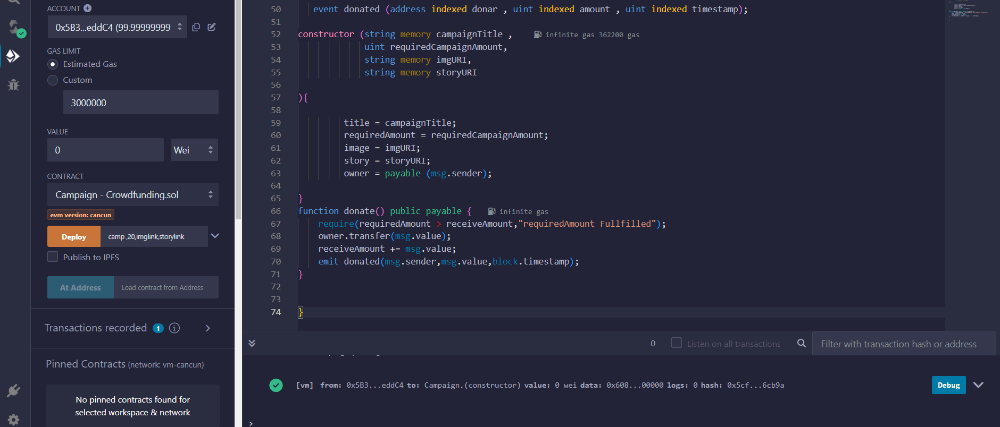 ACCOUNT
0x5B3...eddC4 (99.99999999
GAS LIMIT
Estimated Gas
Custom
3000000
VALUE
0
Wei
CONTRACT
Campaign - Crowdfunding.sol
evm version: cancun
Deploy
camp ,20,imglink,storylink
Publish to IPFS
At Address
Load contract from Address
Transactions recorded 1
Pinned Contracts (network: vm-cancun)
No pinned contracts found for
selected workspace & network
50 event donated (address indexed donar , uint indexed amount , uint indexed timestamp);
51
52 constructor (string memory campaignTitle , infinite gas 362200 gas
53 uint requiredCampaignAmount,
54 string memory imgURI,
55 string memory storyURI
56
57 ){
58
59 title = campaignTitle;
60 requiredAmount = requiredCampaignAmount;
61 image = imgURI;
62 story = storyURI;
63 owner = payable (msg.sender);
64
65 }
66 function donate() public payable { infinite gas
67 require(requiredAmount > receiveAmount,"requiredAmount Fullfilled");
68 owner.transfer(msg.value);
69 receiveAmount += msg.value;
70 emit donated(msg.sender,msg.value,block.timestamp);
71 }
72
73
74 }
0
Listen on all transactions
Filter with transaction hash or address
[vm] from: 0x5B3...eddC4 to: Campaign.(constructor) value: 0 wei data: 0x608...00000 logs: 0 hash: 0x5cf...6cb9a
Debug
>